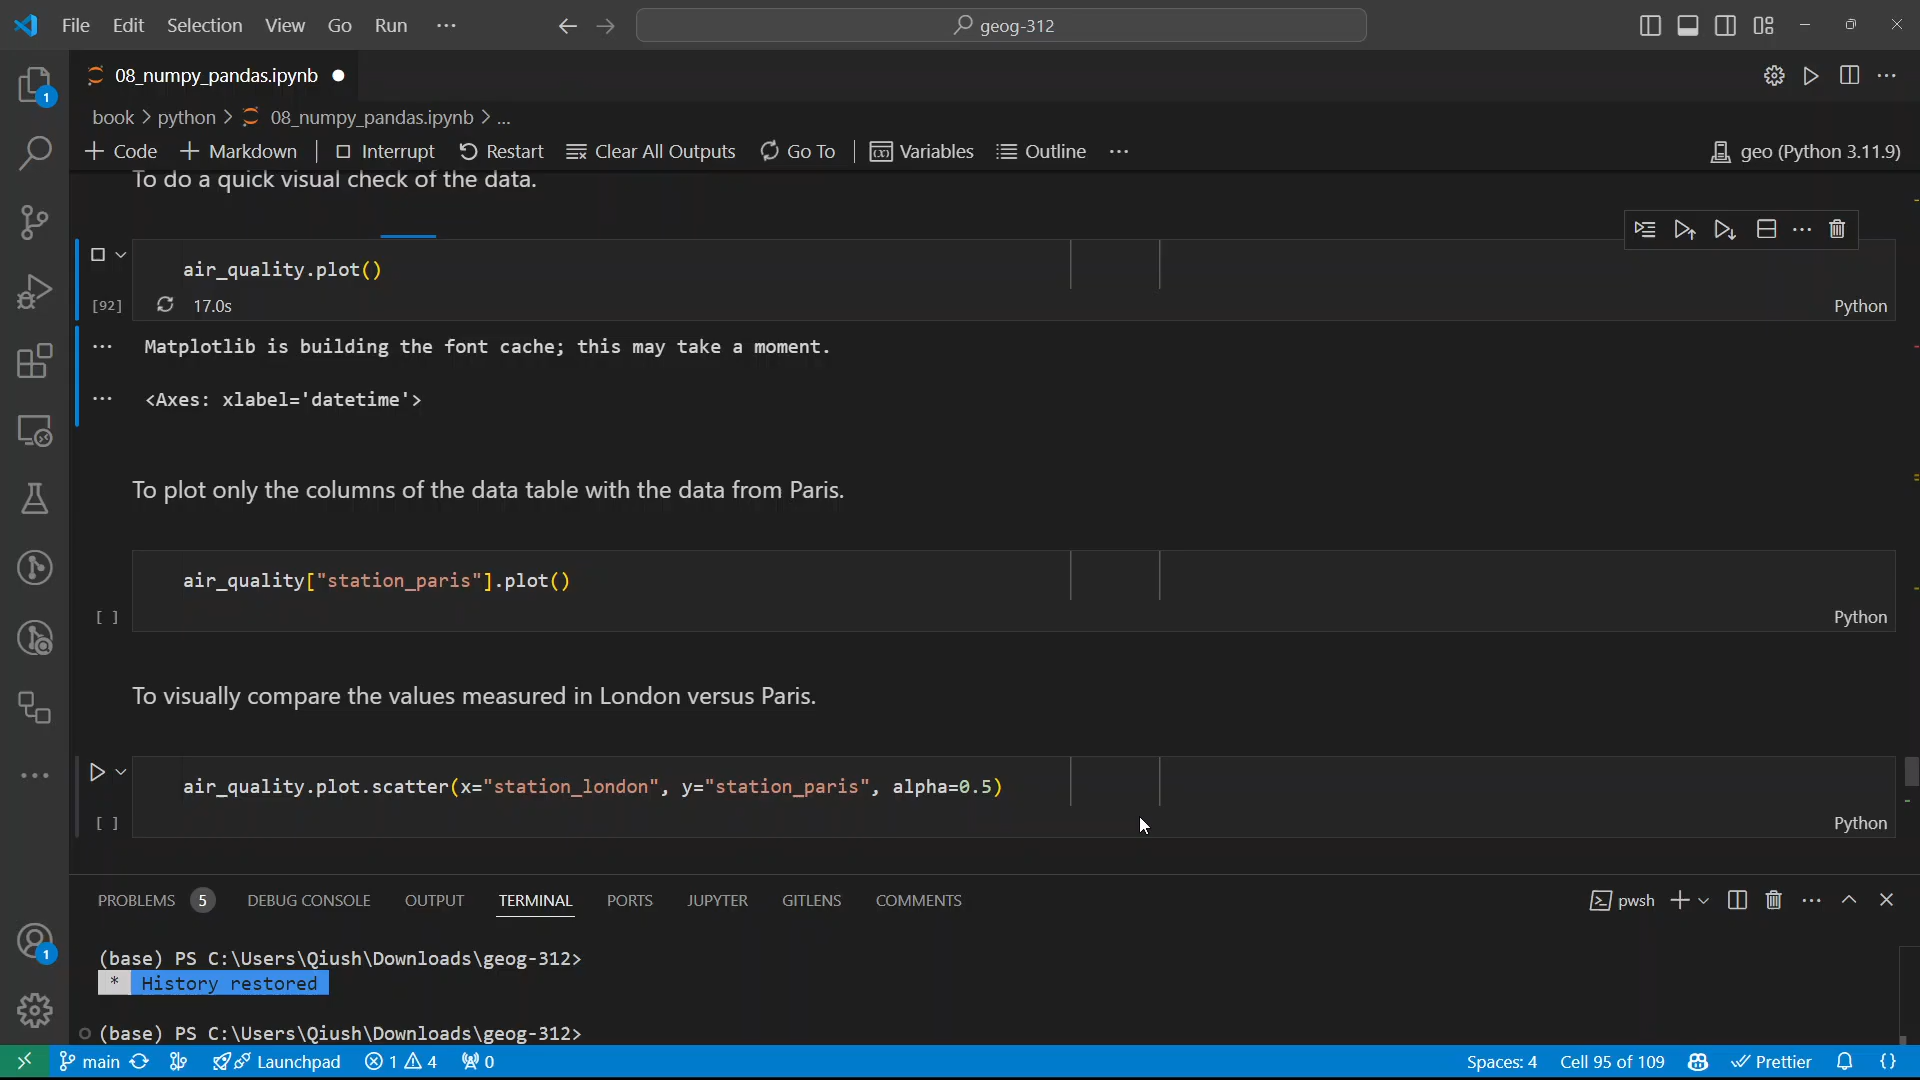 File Edit Selection View Go Run ··· geog-312
08_numpy_pandas.ipynb
book > python > 08_numpy_pandas.ipynb > ...
Code Markdown Interrupt Restart Clear All Outputs Go To Variables Outline ··· geo (Python 3.11.9)
To do a quick visual check of the data.
air_quality.plot()
[92] 17.0s Python
Matplotlib is building the font cache; this may take a moment.
<Axes: xlabel='datetime'>
To plot only the columns of the data table with the data from Paris.
air_quality["station_paris"].plot()
[ ] Python
To visually compare the values measured in London versus Paris.
air_quality.plot.scatter(x="station_london", y="station_paris", alpha=0.5)
[ ] Python
PROBLEMS 5 DEBUG CONSOLE OUTPUT TERMINAL PORTS JUPYTER GITLENS COMMENTS pwsh
(base) PS C:\Users\Qiush\Downloads\geog-312>
* History restored
(base) PS C:\Users\Qiush\Downloads\geog-312>
main Launchpad 1 4 0 Spaces: 4 Cell 95 of 109 Prettier {}
1
1